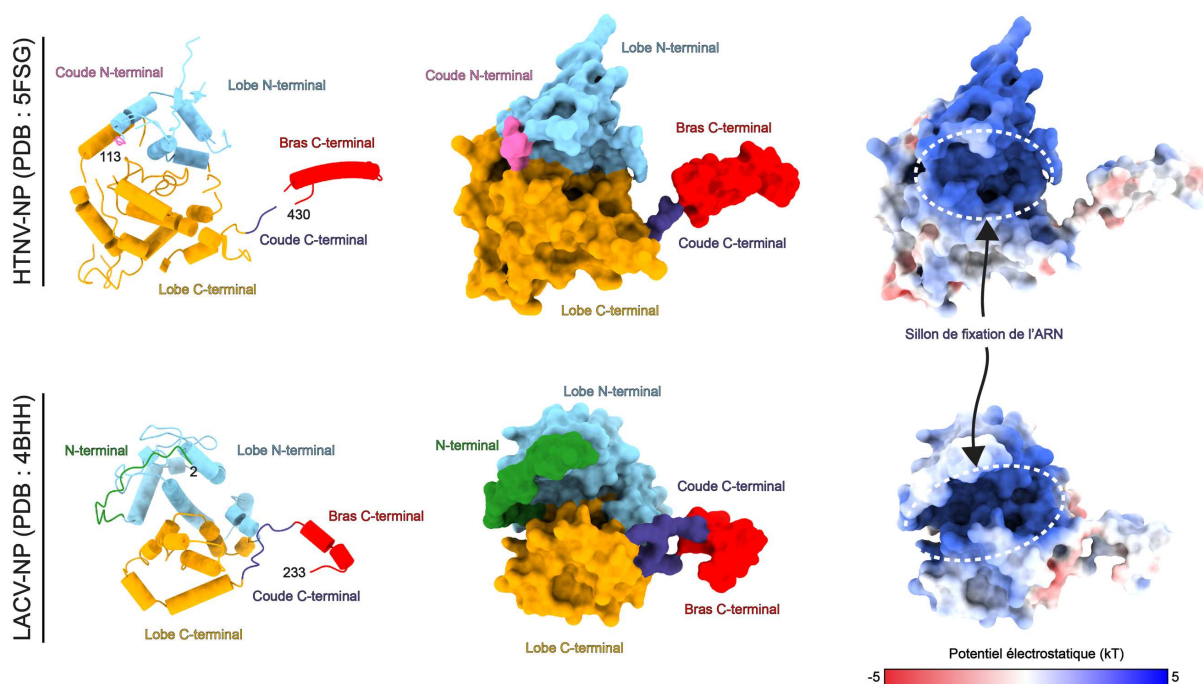 HTNV-NP (PDB : 5FSG)
Coude N-terminal
Lobe N-terminal
113
Bras C-terminal
430
Coude C-terminal
Lobe C-terminal
Lobe N-terminal
Coude N-terminal
Bras C-terminal
Coude C-terminal
Lobe C-terminal
Sillon de fixation de l'ARN
LACV-NP (PDB : 4BHH)
N-terminal
Lobe N-terminal
2
Bras C-terminal
233
Coude C-terminal
Lobe C-terminal
Lobe N-terminal
N-terminal
Coude C-terminal
Bras C-terminal
Lobe C-terminal
Potentiel électrostatique (kT)
-5 5